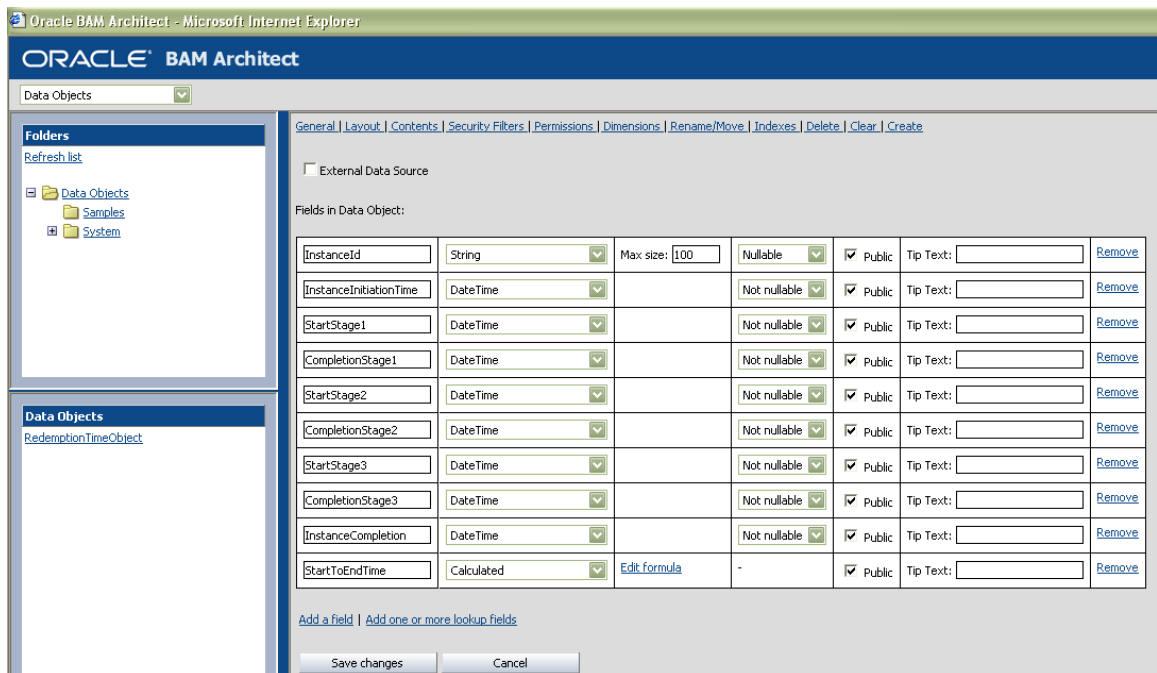 Oracle BAM Architect - Microsoft Internet Explorer
ORACLE® BAM Architect
Data Objects
Folders
Refresh list
Data Objects
Samples
System
Data Objects
RedemptionTimeObject
General | Layout | Contents | Security Filters | Permissions | Dimensions | Rename/Move | Indexes | Delete | Clear | Create
External Data Source
Fields in Data Object:
InstanceId String Max size: 100 Nullable Public Tip Text: Remove
InstanceInitiationTime DateTime Not nullable Public Tip Text: Remove
StartStage1 DateTime Not nullable Public Tip Text: Remove
CompletionStage1 DateTime Not nullable Public Tip Text: Remove
StartStage2 DateTime Not nullable Public Tip Text: Remove
CompletionStage2 DateTime Not nullable Public Tip Text: Remove
StartStage3 DateTime Not nullable Public Tip Text: Remove
CompletionStage3 DateTime Not nullable Public Tip Text: Remove
InstanceCompletion DateTime Not nullable Public Tip Text: Remove
StartToEndTime Calculated Edit formula - Public Tip Text: Remove
Add a field | Add one or more lookup fields
Save changes Cancel